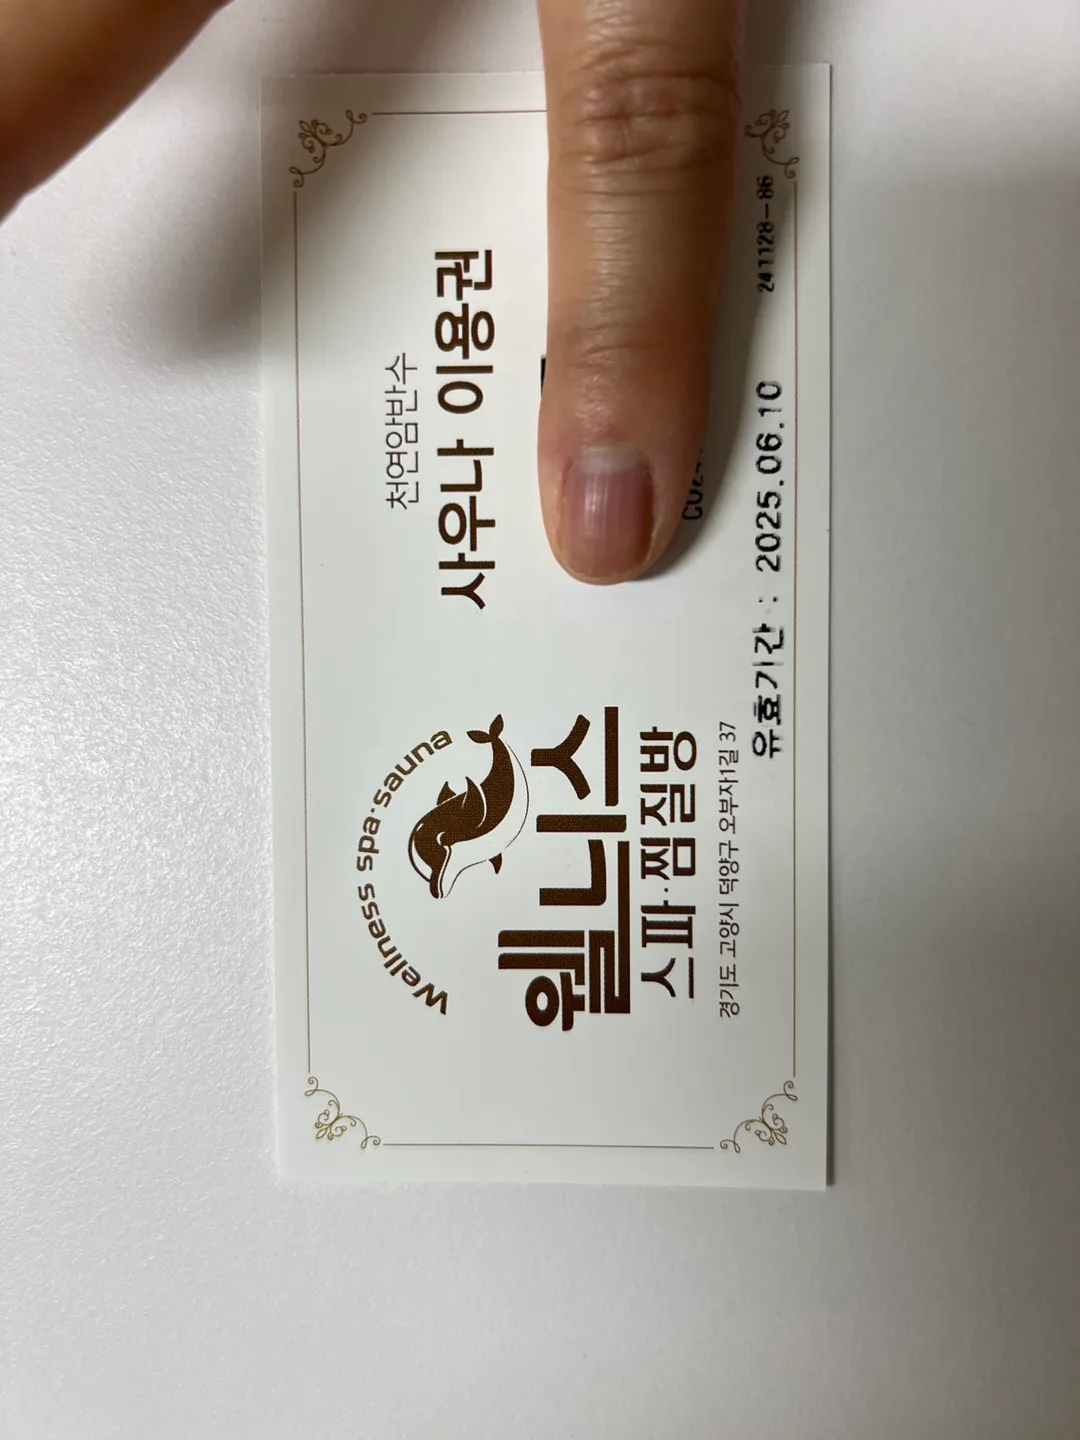 Wellness spa·sauna
웰니스
스파·찜질방
경기도 고양시 덕양구 오부자1길 37
천연암반수
사우나 이용권
유효기간 : 2025.06.10
241128-86